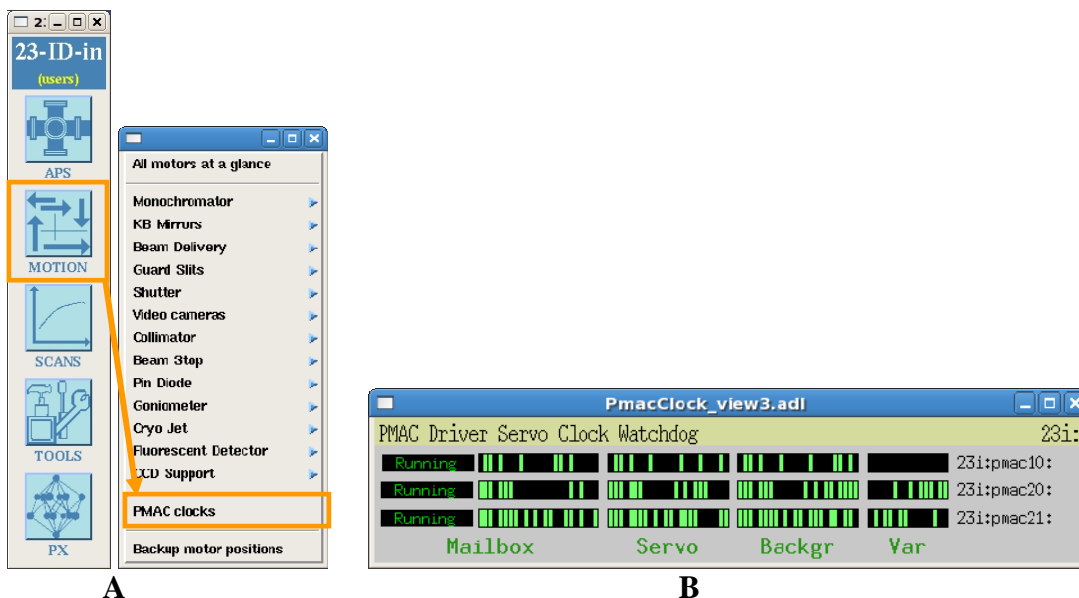 2:
23-ID-in
(users)
APS
MOTION
SCANS
TOOLS
PX
All motors at a glance
Monochromator
KB Mirrurs
Beam Delivery
Guard Slits
Shutter
Video cameras
Collimator
Beam Stop
Pin Diode
Goniometer
Cryo Jet
Fluorescent Detector
CCD Support
PMAC clocks
Backup motor positions
A
PmacClock_view3.adl
PMAC Driver Servo Clock Watchdog 23i:
Running 23i:pmac10:
Running 23i:pmac20:
Running 23i:pmac21:
Mailbox Servo Backgr Var
B